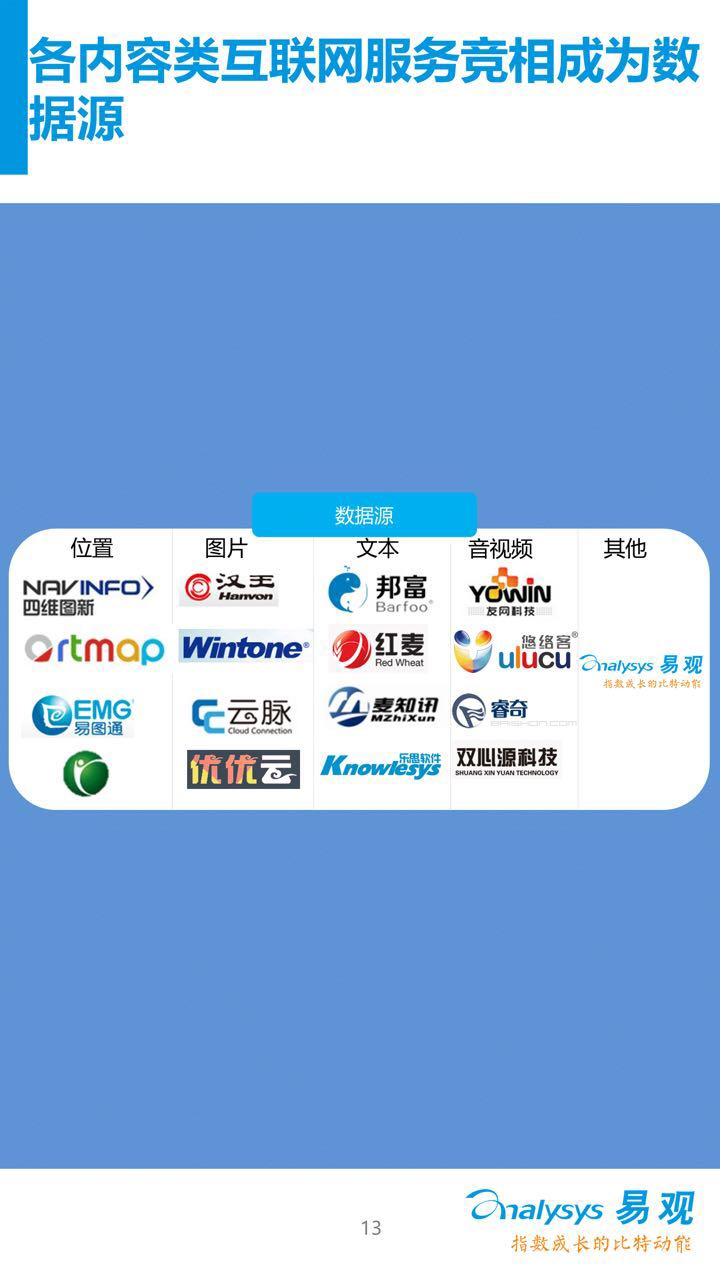 各内容类互联网服务竞相成为数
据源
数据源
位置
图片
文本
音视频
其他
NAVINFO
四维图新
artmap
EMG
易图通
汉王
Hanvon
Wintone®
云脉
Cloud Connection
优优云
邦富
Barfoo®
红麦
Red Wheat
麦知讯
MZhiXun
乐思软件
Knowlesys
YOWIN
友网科技
悠络客®
ulucu
睿奇
双心源科技
SHUANG XIN YUAN TECHNOLOGY
analysys 易观
指数成长的比特动能
13
analysys 易观
指数成长的比特动能